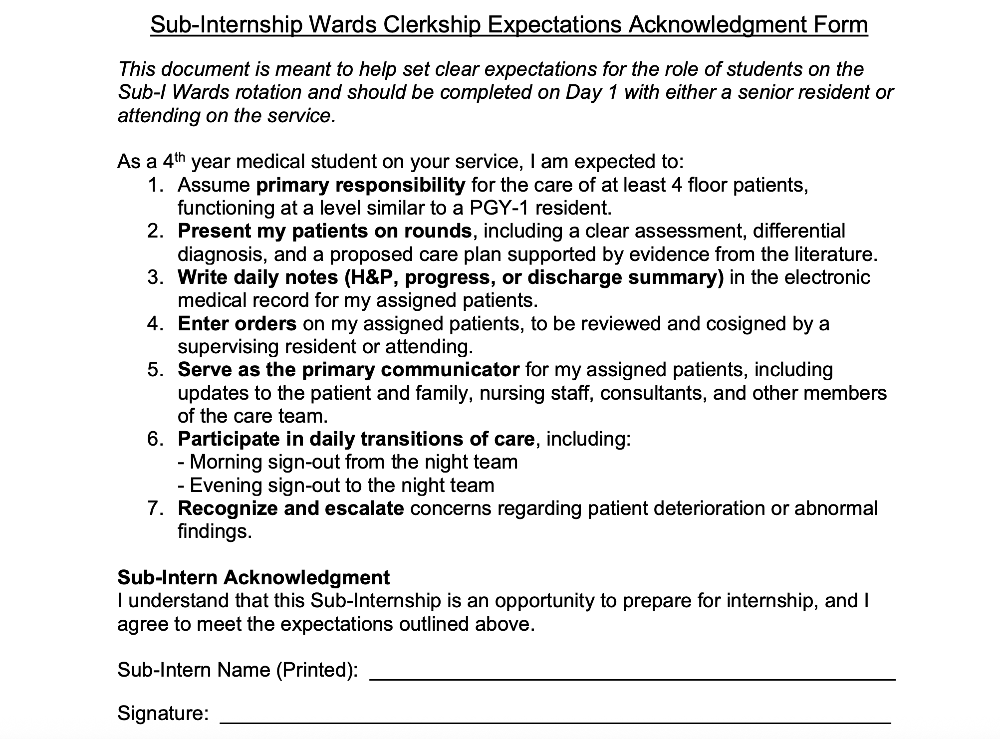 Sub-Internship Wards Clerkship Expectations Acknowledgment Form
This document is meant to help set clear expectations for the role of students on the
Sub-I Wards rotation and should be completed on Day 1 with either a senior resident or
attending on the service.
As a 4th year medical student on your service, I am expected to:
1. Assume primary responsibility for the care of at least 4 floor patients,
functioning at a level similar to a PGY-1 resident.
2. Present my patients on rounds, including a clear assessment, differential
diagnosis, and a proposed care plan supported by evidence from the literature.
3. Write daily notes (H&P, progress, or discharge summary) in the electronic
medical record for my assigned patients.
4. Enter orders on my assigned patients, to be reviewed and cosigned by a
supervising resident or attending.
5. Serve as the primary communicator for my assigned patients, including
updates to the patient and family, nursing staff, consultants, and other members
of the care team.
6. Participate in daily transitions of care, including:
- Morning sign-out from the night team
- Evening sign-out to the night team
7. Recognize and escalate concerns regarding patient deterioration or abnormal
findings.
Sub-Intern Acknowledgment
I understand that this Sub-Internship is an opportunity to prepare for internship, and I
agree to meet the expectations outlined above.
Sub-Intern Name (Printed):
Signature: